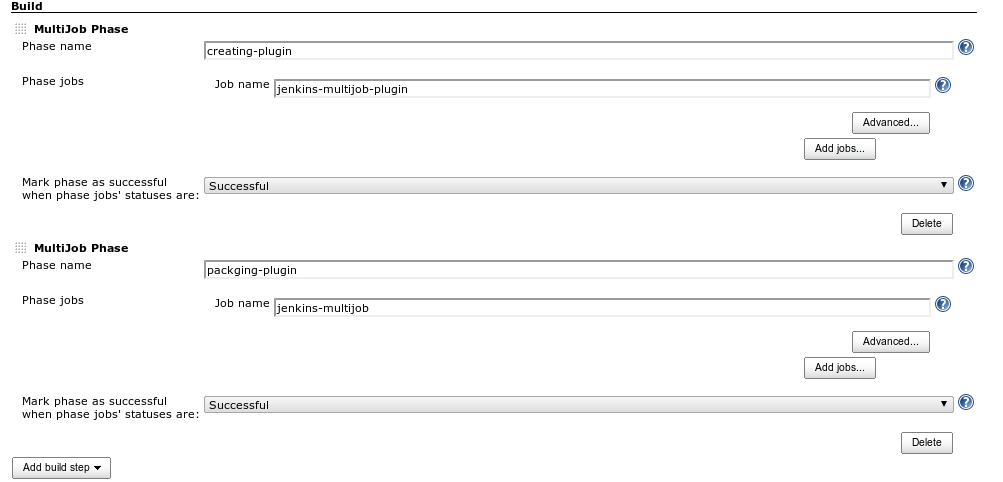 Build
MultiJob Phase
Phase name creating-plugin ?
Phase jobs Job name jenkins-multijob-plugin ?
Advanced...
Add jobs...
Mark phase as successful
when phase jobs' statuses are: Successful ?
Delete
MultiJob Phase
Phase name packging-plugin ?
Phase jobs Job name jenkins-multijob ?
Advanced...
Add jobs...
Mark phase as successful
when phase jobs' statuses are: Successful ?
Delete
Add build step